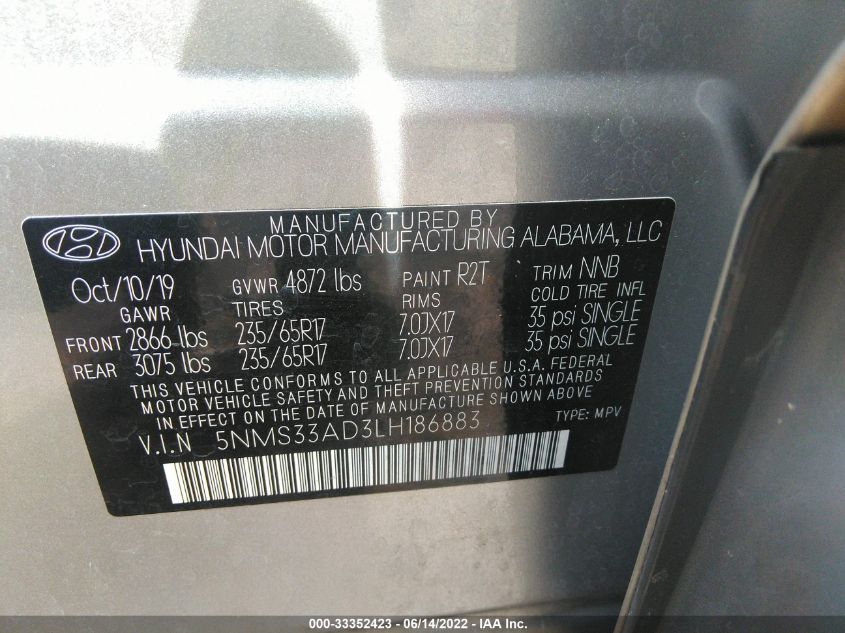 MANUFACTURED BY
HYUNDAI MOTOR MANUFACTURING ALABAMA, LLC
Oct/10/19 GVWR 4872 lbs PAINT R2T TRIM NNB
GAWR TIRES RIMS COLD TIRE INFL
FRONT 2866 lbs 235/65R17 7.0JX17 35 psi SINGLE
REAR 3075 lbs 235/65R17 7.0JX17 35 psi SINGLE
THIS VEHICLE CONFORMS TO ALL APPLICABLE U.S.A. FEDERAL
MOTOR VEHICLE SAFETY AND THEFT PREVENTION STANDARDS
IN EFFECT ON THE DATE OF MANUFACTURE SHOWN ABOVE
V.I.N 5NMS33AD3LH186883 TYPE: MPV
000-33352423 - 06/14/2022 - IAA Inc.